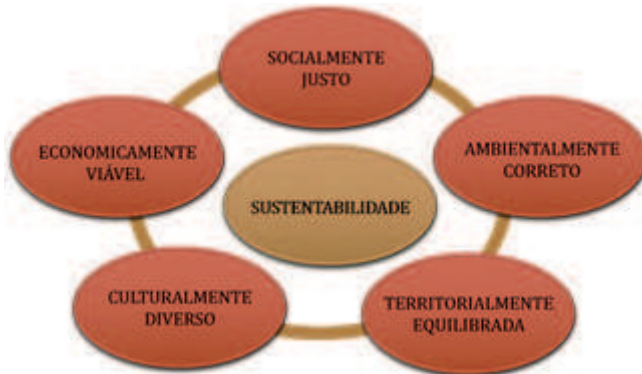 SOCIALMENTE
JUSTO
ECONOMICAMENTE
VIÁVEL
AMBIENTALMENTE
CORRETO
SUSTENTABILIDADE
CULTURALMENTE
DIVERSO
TERRITORIALMENTE
EQUILIBRADA